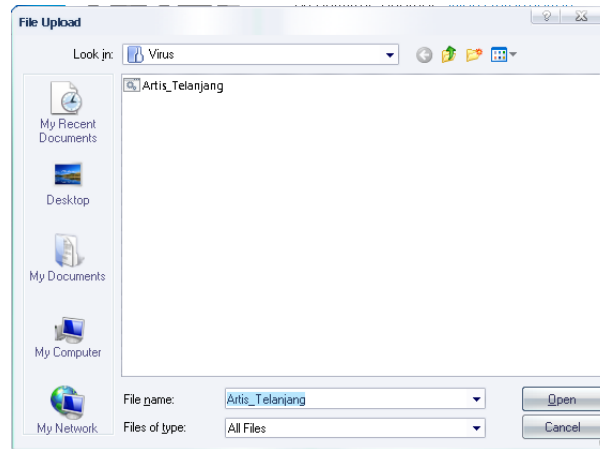 File Upload
Look in:
Virus
Artis_Telanjang
My Recent
Documents
Desktop
My Documents
My Computer
My Network
File name:
Artis_Telanjang
Open
Files of type:
All Files
Cancel